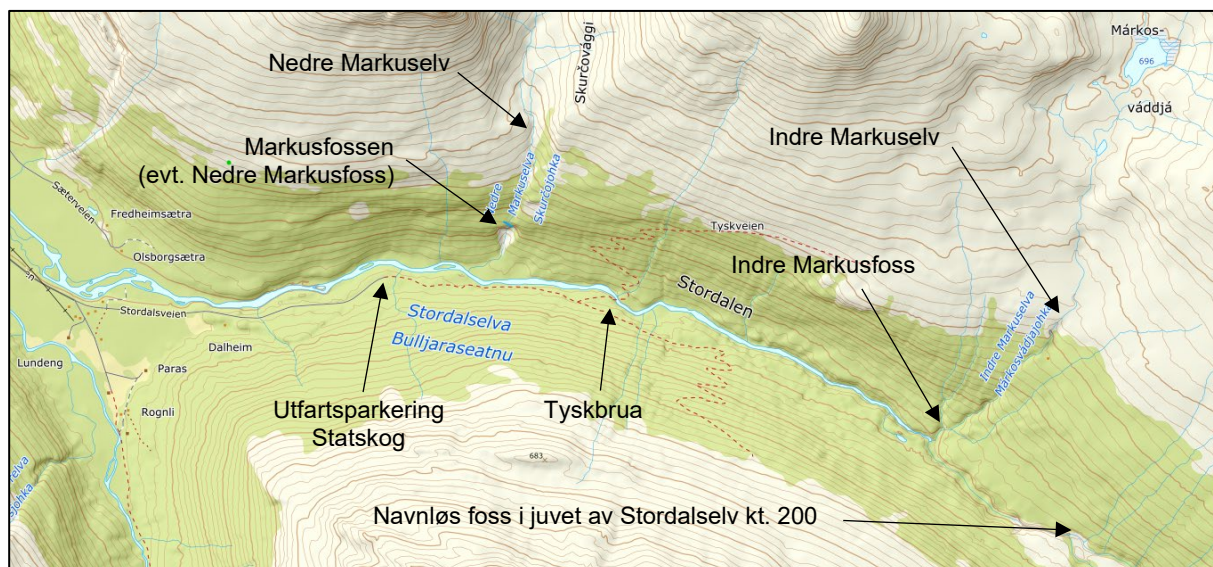 Nedre Markuselv
Skurčovággi
Márkos-
696
váddjá
Markusfossen
(evt. Nedre Markusfoss)
Indre Markuselv
Nedre
Markuselva
Skurčojohka
Sæterveien
Fredheimsætra
Olsborgsætra
Tyskveien
Stordalen
Indre Markusfoss
Stordalsveien
Stordalselva
Bulljaraseatnu
Indre Markuselva
Markosvádjajohka
Lundeng
Dalheim
Paras
Rognli
Utfartsparkering
Statskog
Tyskbrua
683
Navnløs foss i juvet av Stordalselv kt. 200